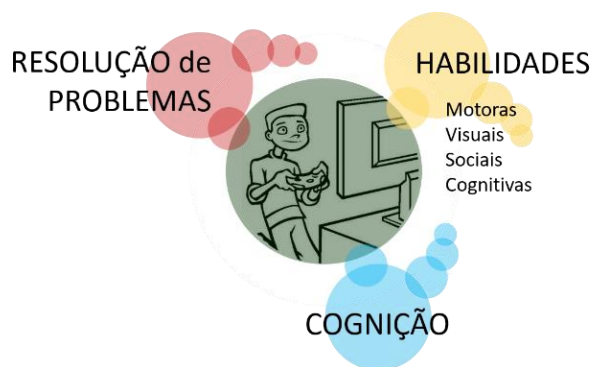 RESOLUÇÃO de
PROBLEMAS
HABILIDADES
Motoras
Visuais
Sociais
Cognitivas
COGNIÇÃO